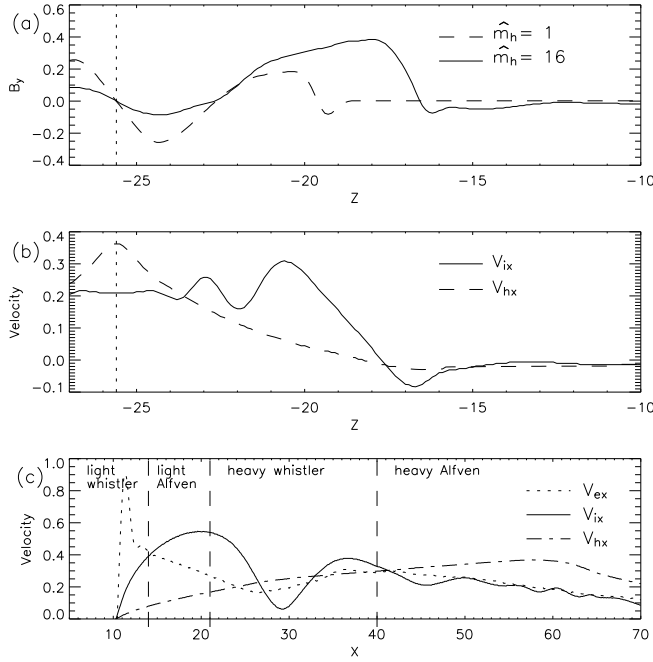 (a)
0.6
0.4
0.2
0.0
-0.2
-0.4
B_y
m̂_h= 1
m̂_h= 16
-25
-20
-15
-10
Z
(b)
0.4
0.3
0.2
0.1
0.0
-0.1
Velocity
V_ix
V_hx
-25
-20
-15
-10
Z
(c)
1.0
0.8
0.6
0.4
0.2
0.0
Velocity
light whistler
light Alfven
heavy whistler
heavy Alfven
V_ex
V_ix
V_hx
10
20
30
40
50
60
70
X